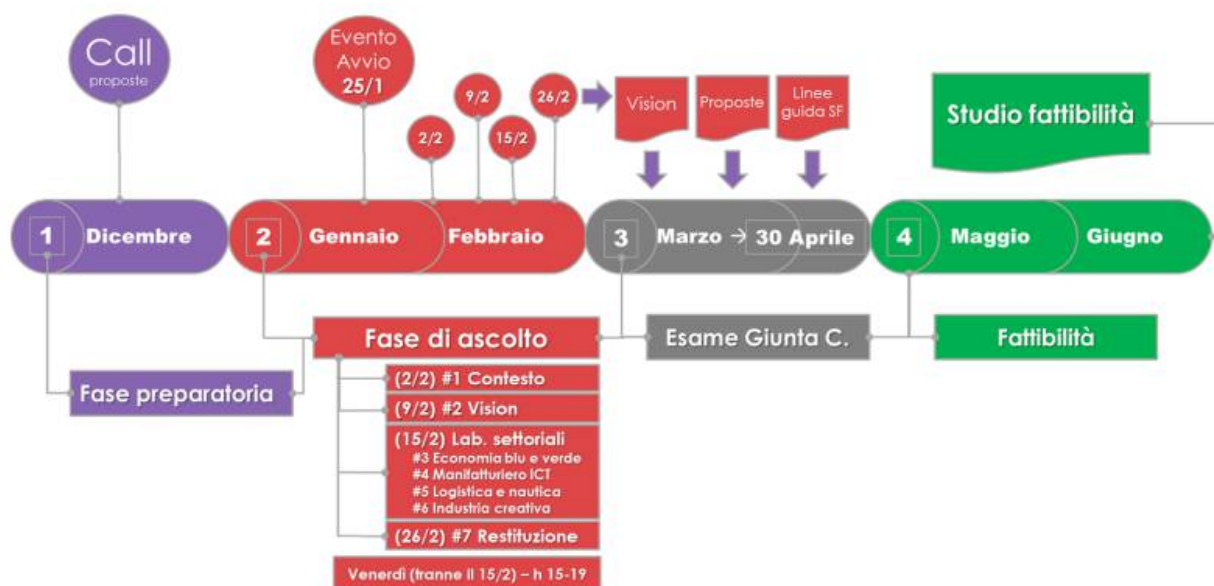 Call
proposte
Evento
Avvio
25/1
2/2
9/2
15/2
26/2
Vision
Proposte
Linee
guida SF
Studio fattibilità
1 Dicembre
2 Gennaio Febbraio
3 Marzo → 30 Aprile
4 Maggio Giugno
Fase di ascolto
Esame Giunta C.
Fattibilità
Fase preparatoria
(2/2) #1 Contesto
(9/2) #2 Vision
(15/2) Lab. settoriali
#3 Economia blu e verde
#4 Manifatturiero ICT
#5 Logistica e nautica
#6 Industria creativa
(26/2) #7 Restituzione
Venerdì (tranne Il 15/2) – h 15-19